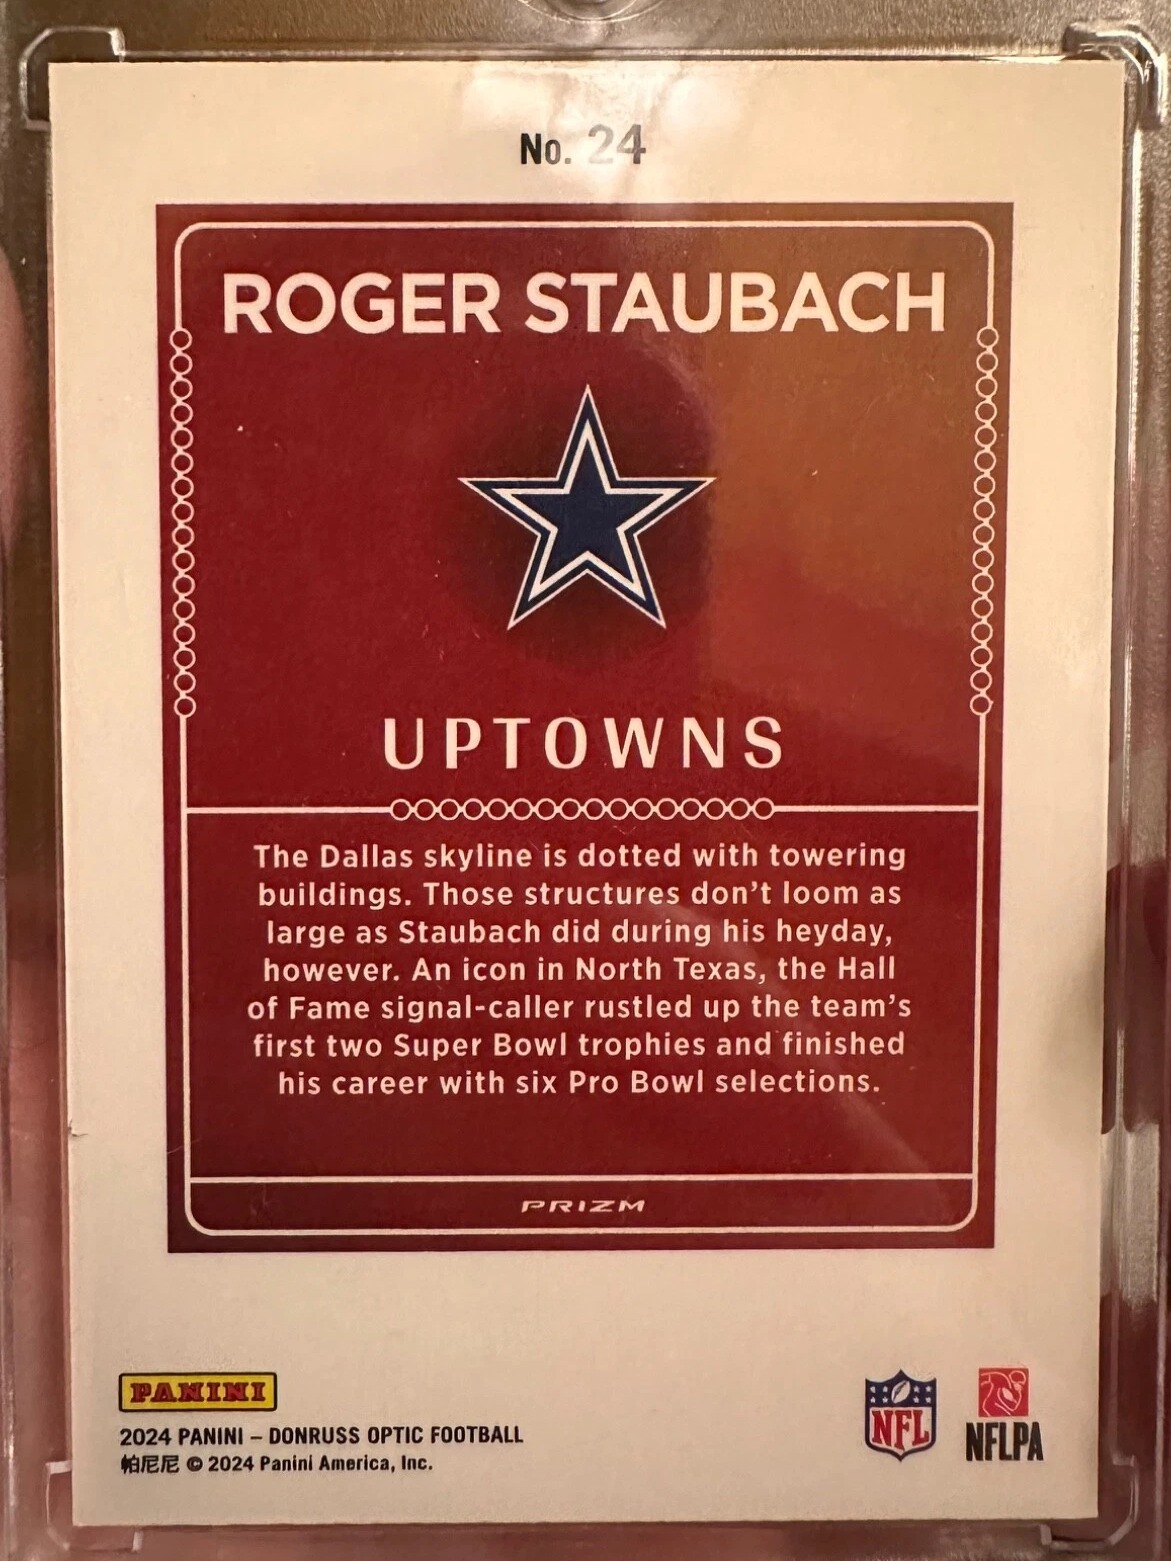 No. 24
ROGER STAUBACH
UPTOWNS
The Dallas skyline is dotted with towering
buildings. Those structures don't loom as
large as Staubach did during his heyday,
however. An icon in North Texas, the Hall
of Fame signal-caller rustled up the team's
first two Super Bowl trophies and finished
his career with six Pro Bowl selections.
PRIZM
PANINI
2024 PANINI – DONRUSS OPTIC FOOTBALL
帕尼尼 © 2024 Panini America, Inc.
NFL
NFLPA